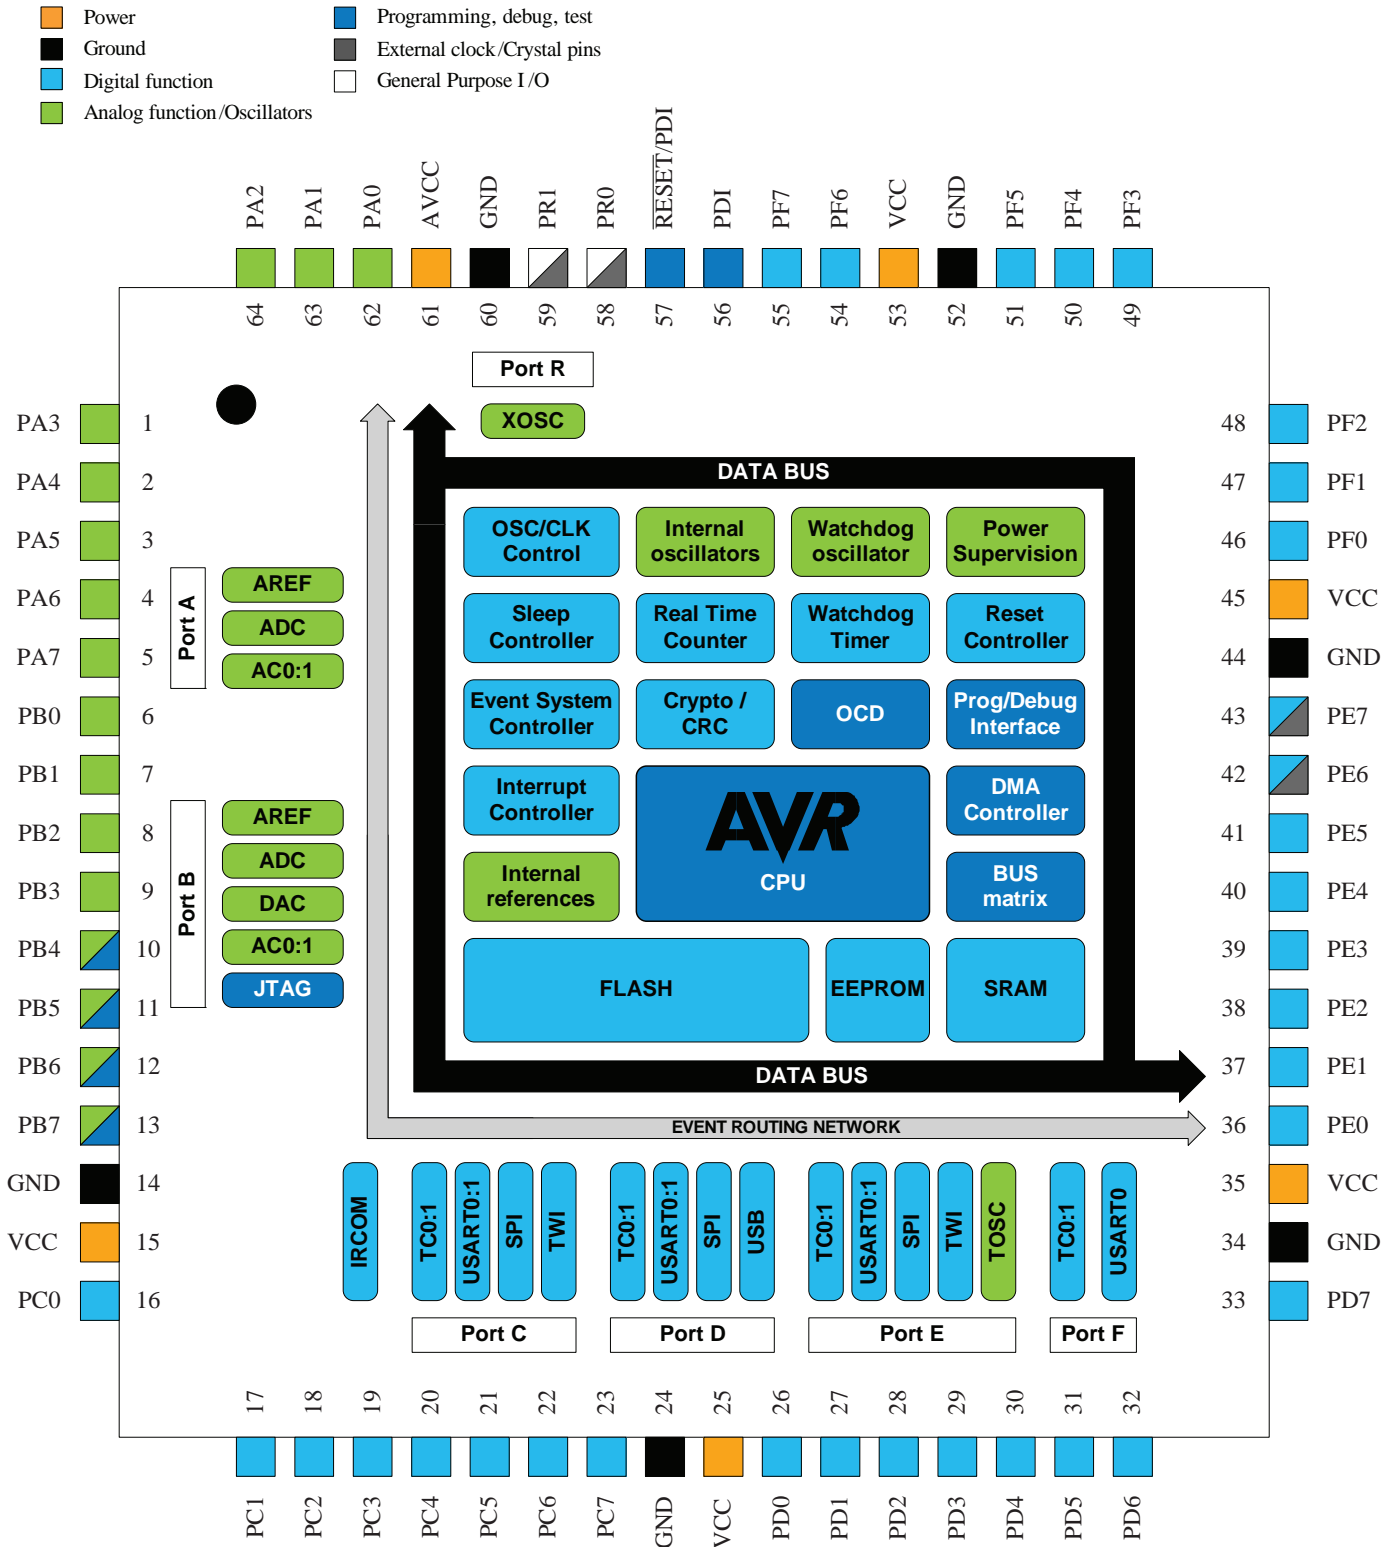 Power
Ground
Digital function
Analog function/Oscillators
Programming, debug, test
External clock/Crystal pins
General Purpose I/O
PA2
PA1
PA0
AVCC
GND
PR1
PR0
RESET/PDI
PDI
PF7
PF6
VCC
GND
PF5
PF4
PF3
64
63
62
61
60
59
58
57
56
55
54
53
52
51
50
49
PA3
1
PA4
2
PA5
3
PA6
4
PA7
5
PB0
6
PB1
7
PB2
8
PB3
9
PB4
10
PB5
11
PB6
12
PB7
13
GND
14
VCC
15
PC0
16
Port R
XOSC
Port A
AREF
ADC
AC0:1
Port B
AREF
ADC
DAC
AC0:1
JTAG
DATA BUS
OSC/CLK
Control
Internal
oscillators
Watchdog
oscillator
Power
Supervision
Sleep
Controller
Real Time
Counter
Watchdog
Timer
Reset
Controller
Event System
Controller
Crypto /
CRC
OCD
Prog/Debug
Interface
Interrupt
Controller
AVR
CPU
DMA
Controller
Internal
references
BUS
matrix
FLASH
EEPROM
SRAM
DATA BUS
EVENT ROUTING NETWORK
IRCOM
TC0:1
USART0:1
SPI
TWI
TC0:1
USART0:1
SPI
USB
TC0:1
USART0:1
SPI
TWI
TOSC
TC0:1
USART0
Port C
Port D
Port E
Port F
48
PF2
47
PF1
46
PF0
45
VCC
44
GND
43
PE7
42
PE6
41
PE5
40
PE4
39
PE3
38
PE2
37
PE1
36
PE0
35
VCC
34
GND
33
PD7
17
18
19
20
21
22
23
24
25
26
27
28
29
30
31
32
PC1
PC2
PC3
PC4
PC5
PC6
PC7
GND
VCC
PD0
PD1
PD2
PD3
PD4
PD5
PD6